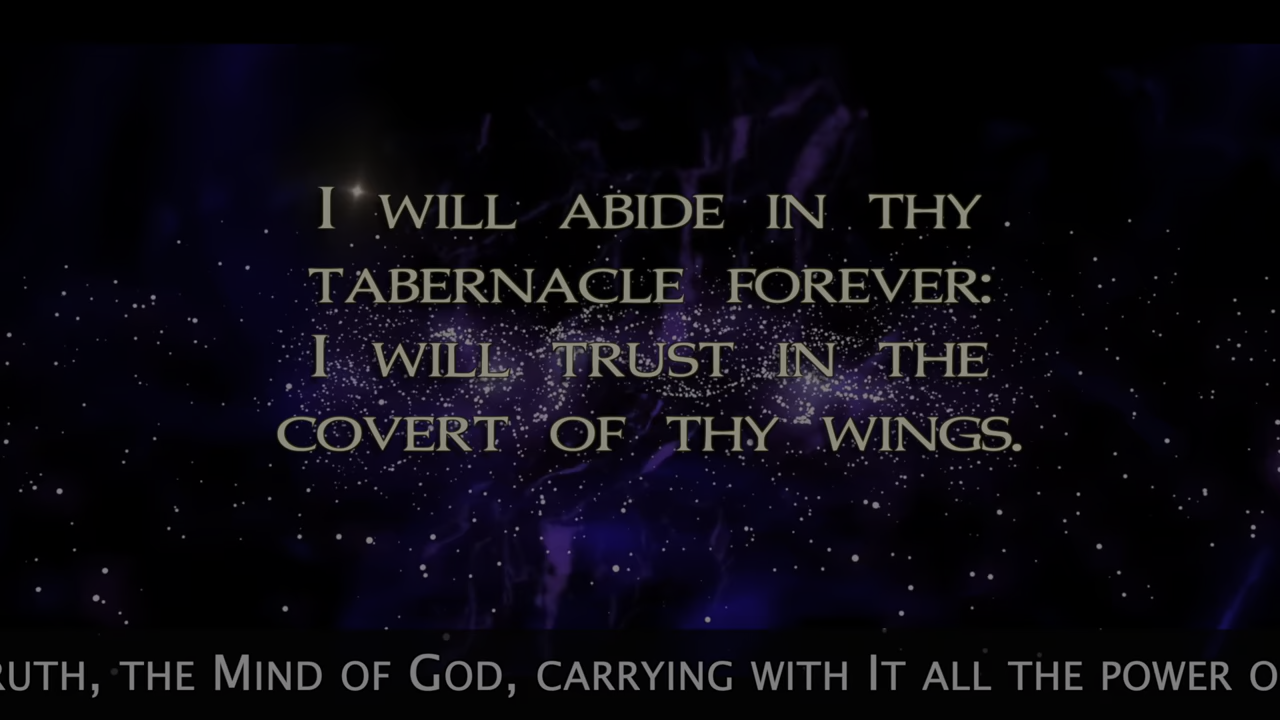 I WILL ABIDE IN THY
TABERNACLE FOREVER:
I WILL TRUST IN THE
COVERT OF THY WINGS.
THE MIND OF GOD, CARRYING WITH IT ALL THE POWER